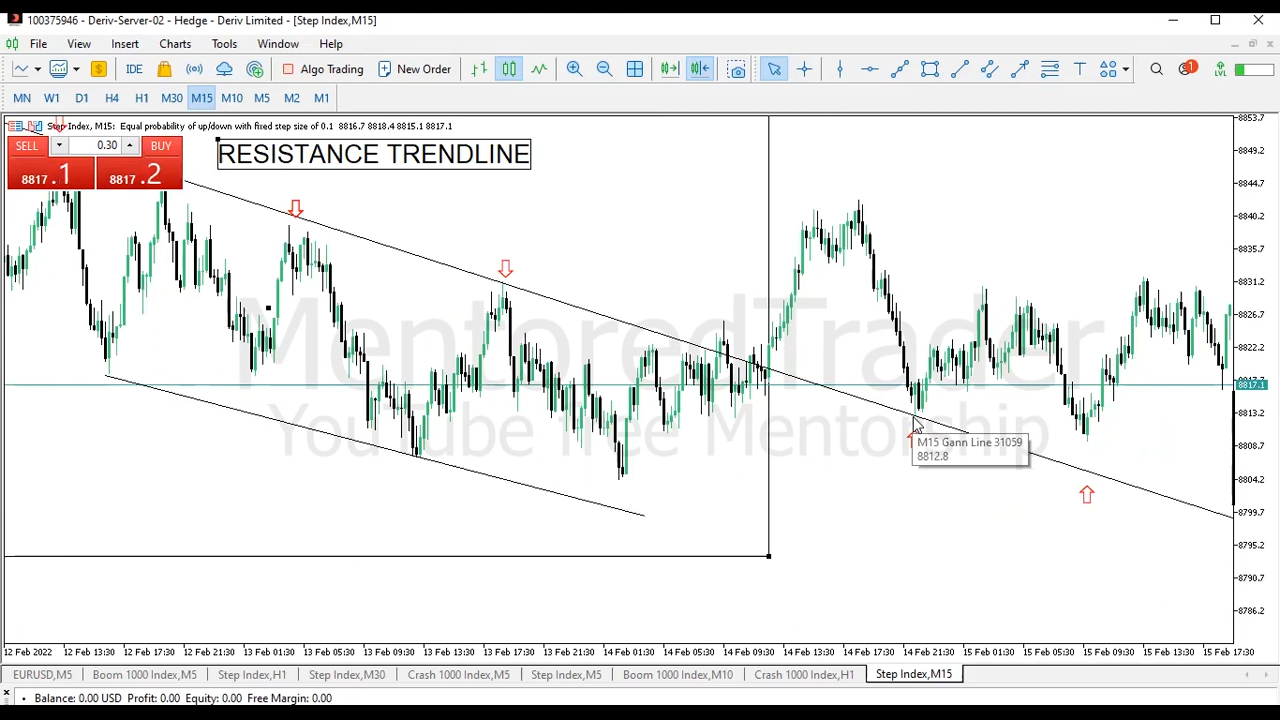 100375946 - Deriv-Server-02 - Hedge - Deriv Limited - [Step Index,M15]
File View Insert Charts Tools Window Help
IDE Algo Trading New Order 1 LVL
MN W1 D1 H4 H1 M30 M15 M10 M5 M2 M1
Step Index, M15: Equal probability of up/down with fixed step size of 0.1 8816.7 8818.4 8815.1 8817.1
SELL 0.30 BUY
8817.1 8817.2
RESISTANCE TRENDLINE
MentoredTrader
YouTube Free Mentorship
M15 Gann Line 31059
8812.8
8853.7
8849.2
8844.7
8840.2
8835.7
8831.2
8826.7
8822.2
8817.1
8813.2
8808.7
8804.2
8799.7
8795.2
8790.7
8786.2
12 Feb 2022 12 Feb 13:30 12 Feb 17:30 12 Feb 21:30 13 Feb 01:30 13 Feb 05:30 13 Feb 09:30 13 Feb 13:30 13 Feb 17:30 13 Feb 21:30 14 Feb 01:30 14 Feb 05:30 14 Feb 09:30 14 Feb 13:30 14 Feb 17:30 14 Feb 21:30 15 Feb 01:30 15 Feb 05:30 15 Feb 09:30 15 Feb 13:30 15 Feb 17:30
EURUSD,M5 Boom 1000 Index,M5 Step Index,H1 Step Index,M30 Crash 1000 Index,M1 Step Index,M5 Boom 1000 Index,M10 Crash 1000 Index,H1 Step Index,M15
Balance: 0.00 USD Profit: 0.00 Equity: 0.00 Free Margin: 0.00